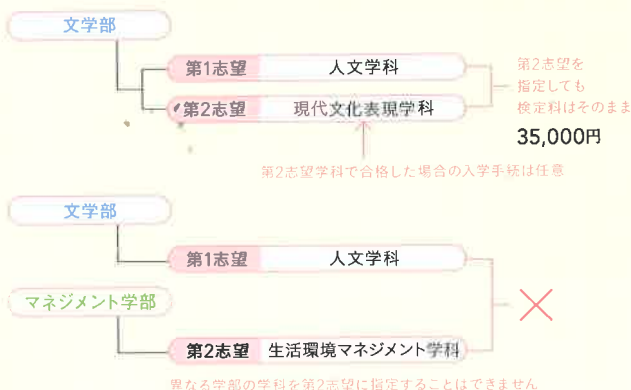 文学部
第1志望 人文学科
第2志望 現代文化表現学科
第2志望を
指定しても
検定料はそのまま
35,000円
第2志望学科で合格した場合の入学手続は任意
文学部
第1志望 人文学科
マネジメント学部
第2志望 生活環境マネジメント学科
異なる学部の学科を第2志望に指定することはできません